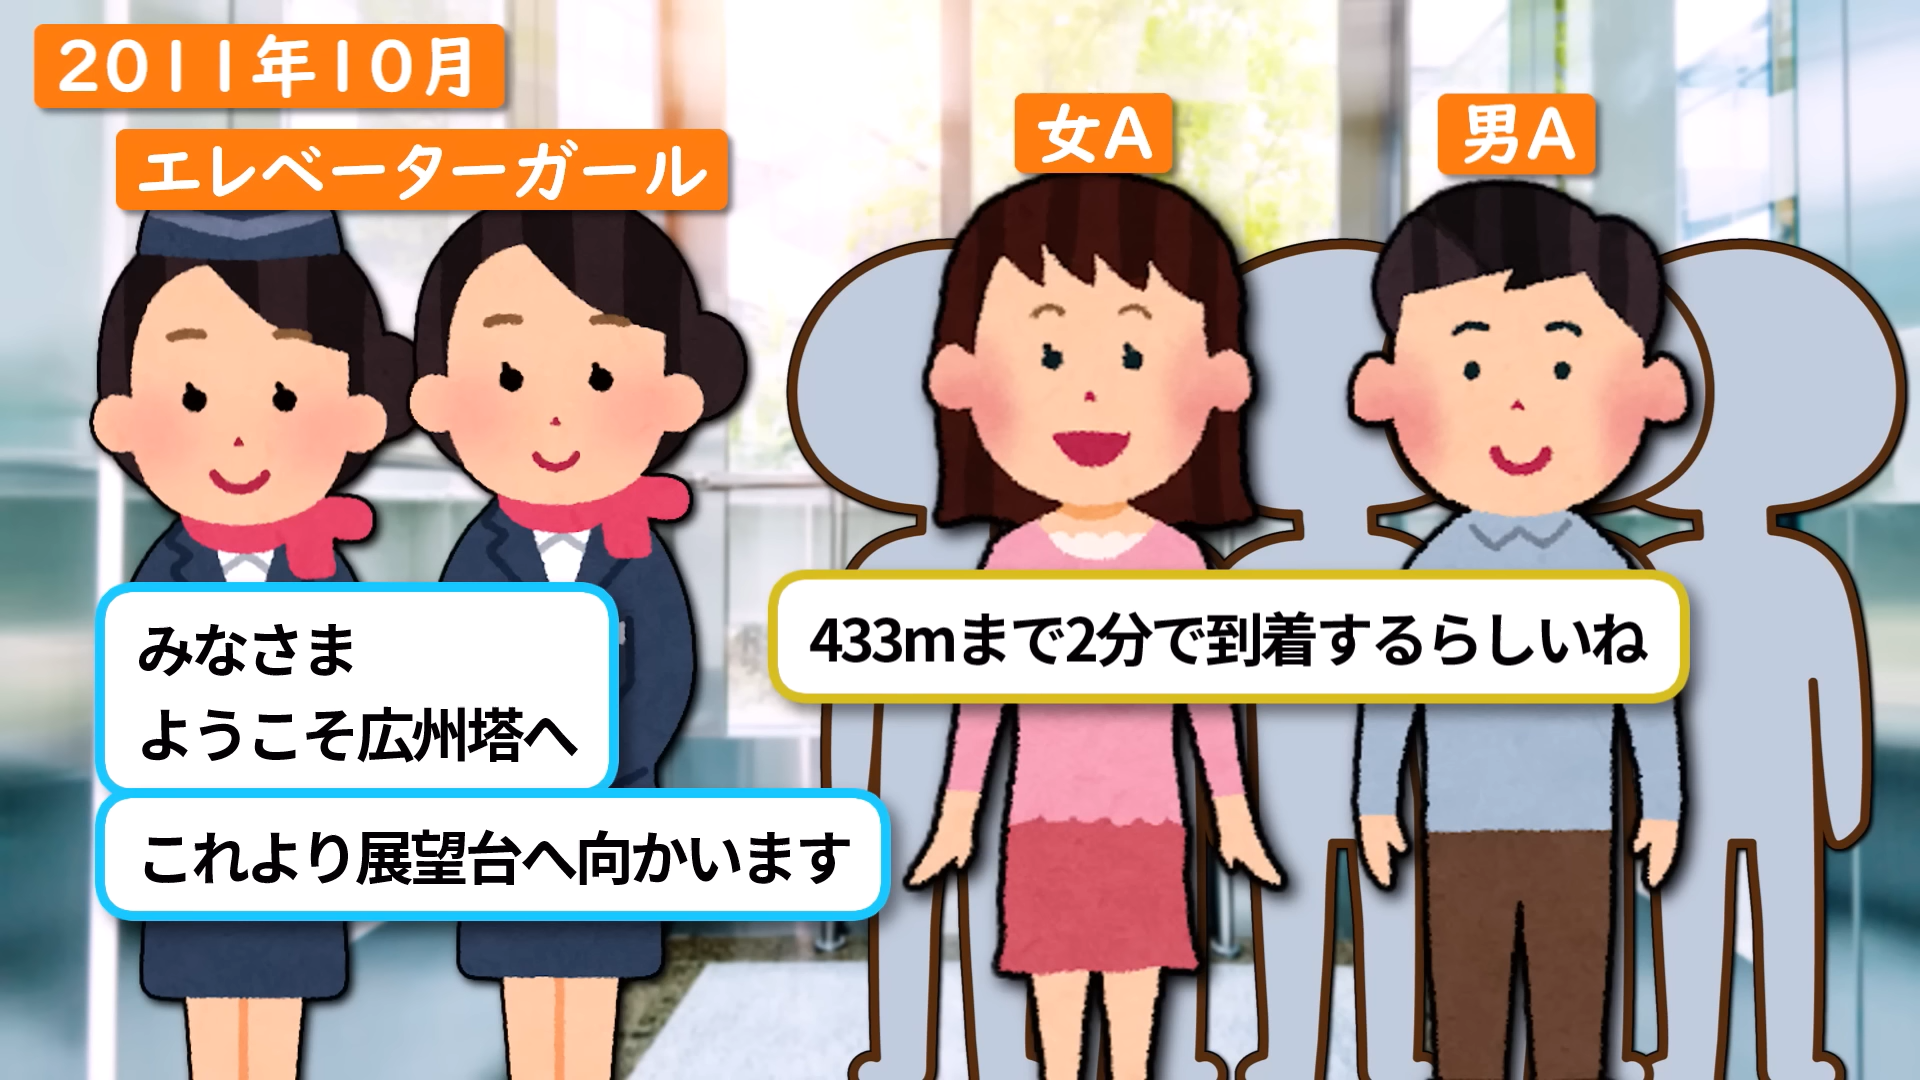 2011年10月
エレベーターガール
女A
男A
みなさま
ようこそ広州塔へ
433mまで2分で到着するらしいね
これより展望台へ向かいます